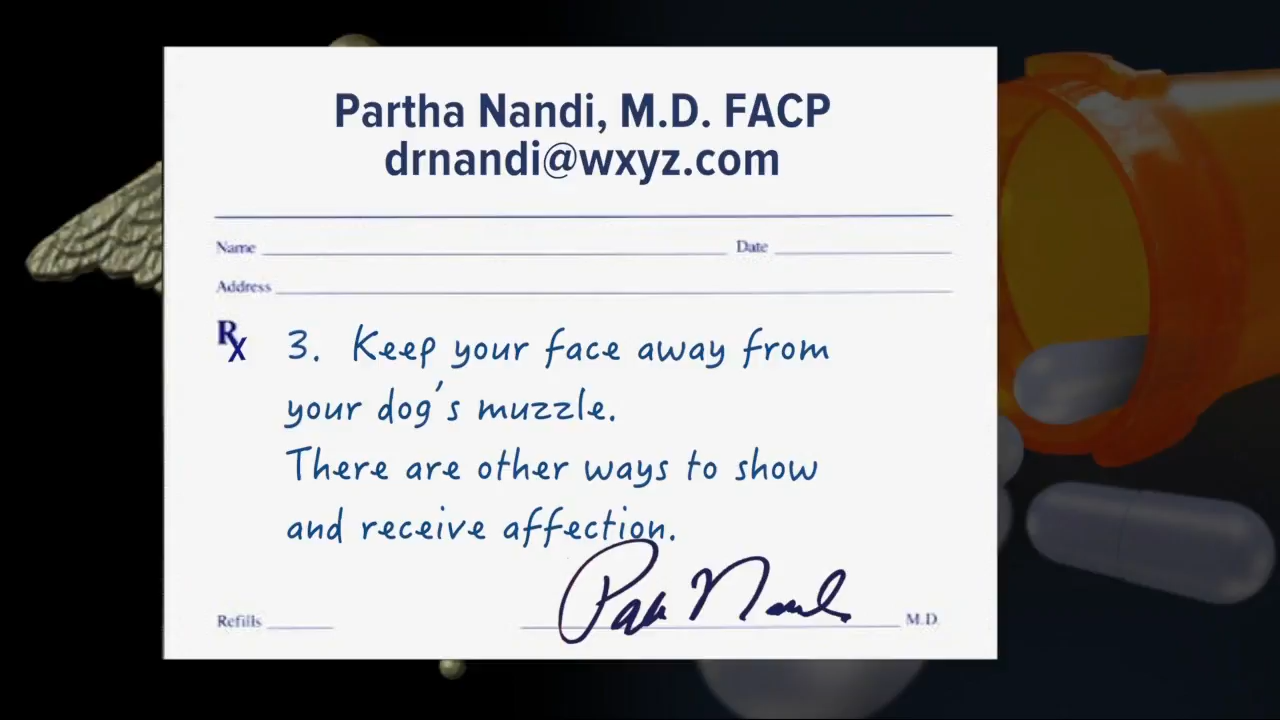 Partha Nandi, M.D. FACP
drnandi@wxyz.com
Name Date
Address
Rx 3. Keep your face away from
your dog's muzzle.
There are other ways to show
and receive affection.
Refills M.D.